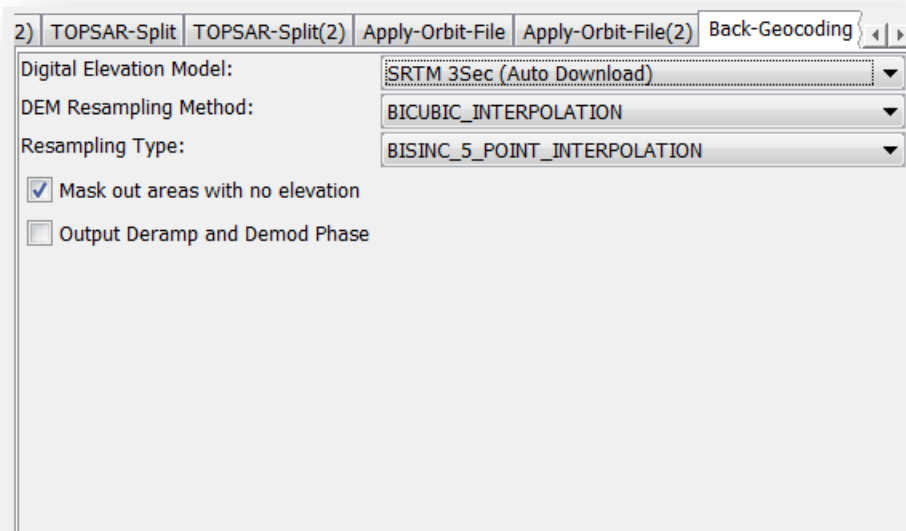 2) TOPSAR-Split TOPSAR-Split(2) Apply-Orbit-File Apply-Orbit-File(2) Back-Geocoding
Digital Elevation Model: SRTM 3Sec (Auto Download)
DEM Resampling Method: BICUBIC_INTERPOLATION
Resampling Type: BISINC_5_POINT_INTERPOLATION
Mask out areas with no elevation
Output Deramp and Demod Phase